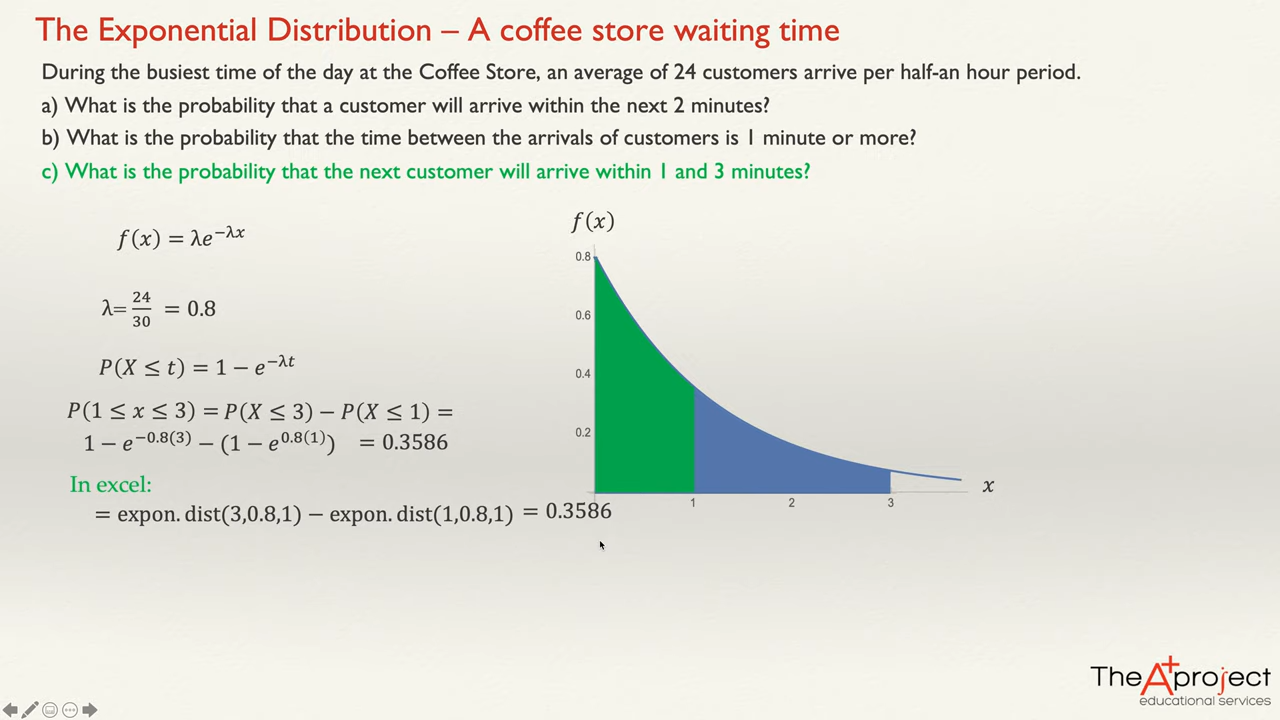 The Exponential Distribution – A coffee store waiting time
During the busiest time of the day at the Coffee Store, an average of 24 customers arrive per half-an hour period.
a) What is the probability that a customer will arrive within the next 2 minutes?
b) What is the probability that the time between the arrivals of customers is 1 minute or more?
c) What is the probability that the next customer will arrive within 1 and 3 minutes?
f(x) = λe^{−λx}
λ= 24/30 = 0.8
P(X ≤ t) = 1 − e^{−λt}
P(1 ≤ x ≤ 3) = P(X ≤ 3) − P(X ≤ 1) =
1 − e^{−0.8(3)} − (1 − e^{0.8(1)}) = 0.3586
In excel:
= expon. dist(3,0.8,1) − expon. dist(1,0.8,1) = 0.3586
f(x)
0.8
0.6
0.4
0.2
1 2 3
x
The A+ project
educational services